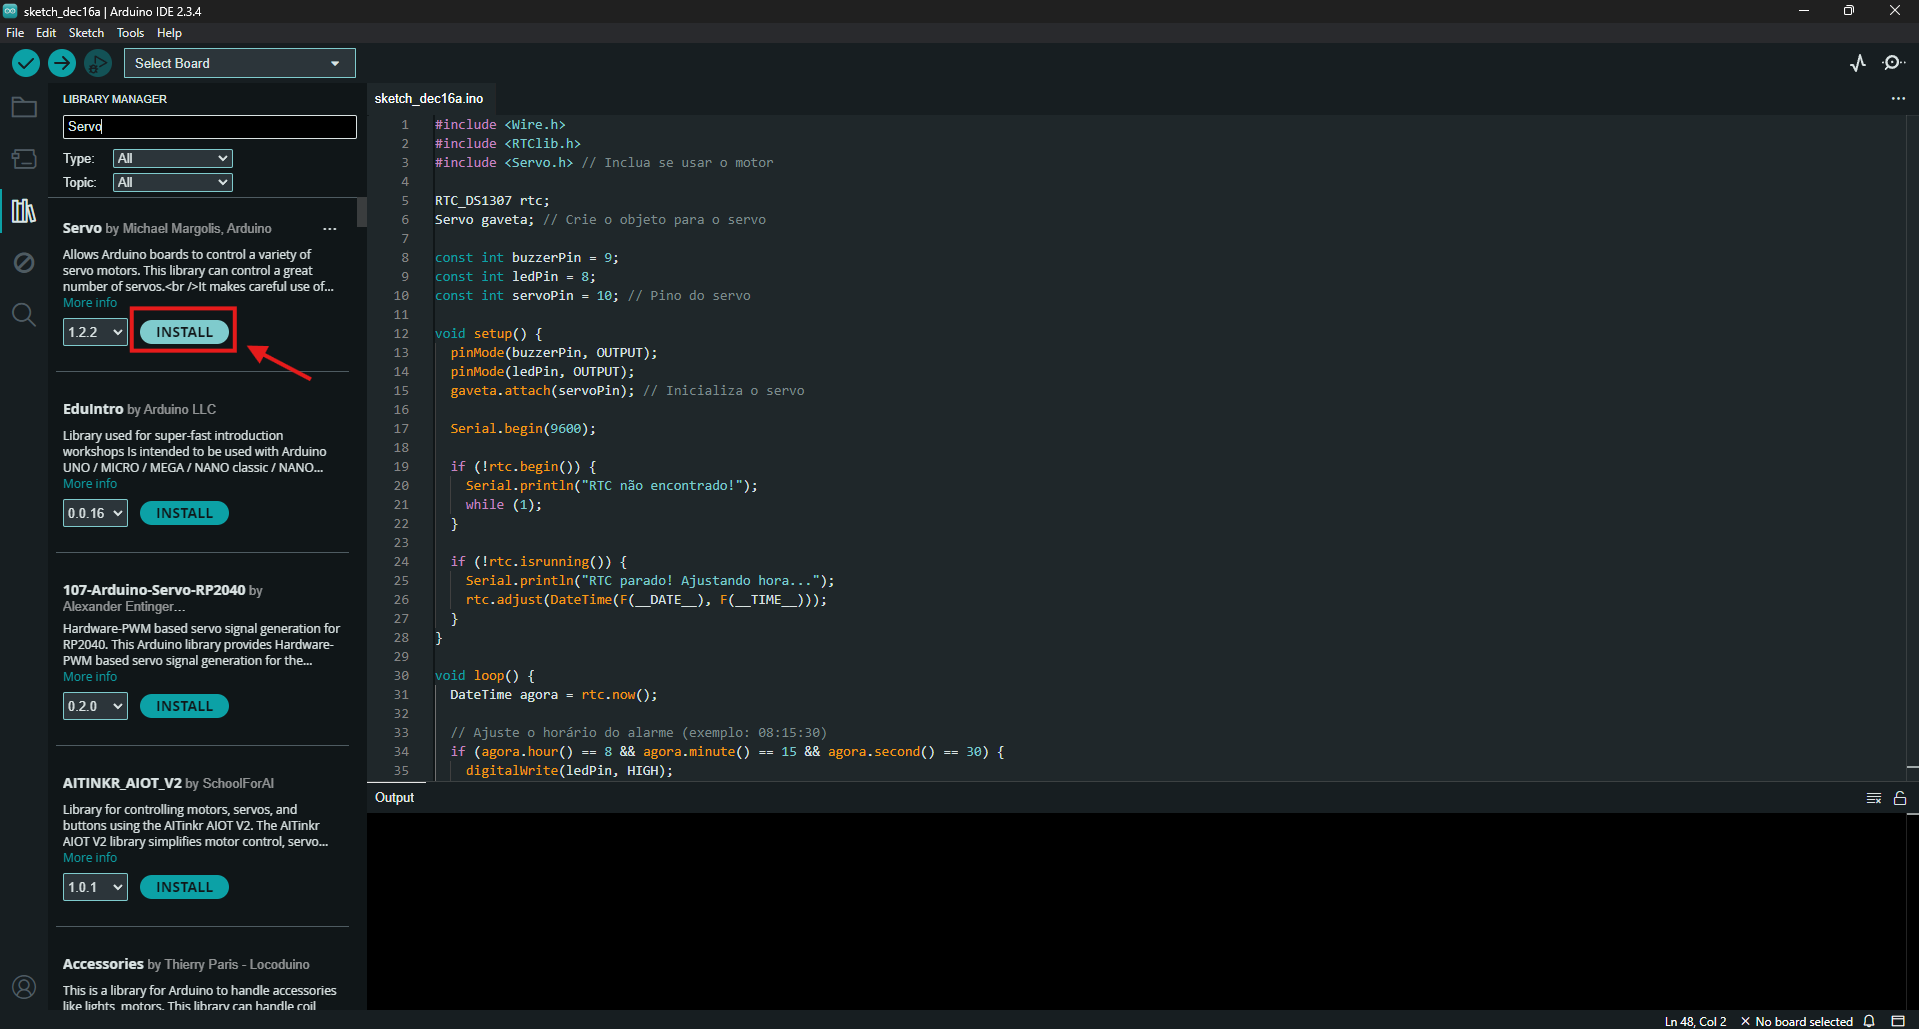 sketch_dec16a | Arduino IDE 2.3.4
File Edit Sketch Tools Help
Select Board
LIBRARY MANAGER
Servo
Type: All
Topic: All
Servo by Michael Margolis, Arduino
Allows Arduino boards to control a variety of
servo motors. This library can control a great
number of servos.<br />It makes careful use of...
More info
1.2.2 INSTALL
EduIntro by Arduino LLC
Library used for super-fast introduction
workshops Is intended to be used with Arduino
UNO / MICRO / MEGA / NANO classic / NANO...
More info
0.0.16 INSTALL
107-Arduino-Servo-RP2040 by
Alexander Entinger...
Hardware-PWM based servo signal generation for
RP2040. This Arduino library provides Hardware-
PWM based servo signal generation for the...
More info
0.2.0 INSTALL
AITINKR_AIOT_V2 by SchoolForAI
Library for controlling motors, servos, and
buttons using the AITinkr AIOT V2. The AITinkr
AIOT V2 library simplifies motor control, servo...
More info
1.0.1 INSTALL
Accessories by Thierry Paris - Locoduino
This is a library for Arduino to handle accessories
like lights, motors. This library can handle coil
sketch_dec16a.ino
1 #include <Wire.h>
2 #include <RTClib.h>
3 #include <Servo.h> // Inclua se usar o motor
4
5 RTC_DS1307 rtc;
6 Servo gaveta; // Crie o objeto para o servo
7
8 const int buzzerPin = 9;
9 const int ledPin = 8;
10 const int servoPin = 10; // Pino do servo
11
12 void setup() {
13 pinMode(buzzerPin, OUTPUT);
14 pinMode(ledPin, OUTPUT);
15 gaveta.attach(servoPin); // Inicializa o servo
16
17 Serial.begin(9600);
18
19 if (!rtc.begin()) {
20 Serial.println("RTC não encontrado!");
21 while (1);
22 }
23
24 if (!rtc.isrunning()) {
25 Serial.println("RTC parado! Ajustando hora...");
26 rtc.adjust(DateTime(F(__DATE__), F(__TIME__)));
27 }
28 }
29
30 void loop() {
31 DateTime agora = rtc.now();
32
33 // Ajuste o horário do alarme (exemplo: 08:15:30)
34 if (agora.hour() == 8 && agora.minute() == 15 && agora.second() == 30) {
35 digitalWrite(ledPin, HIGH);
Output
Ln 48, Col 2 × No board selected